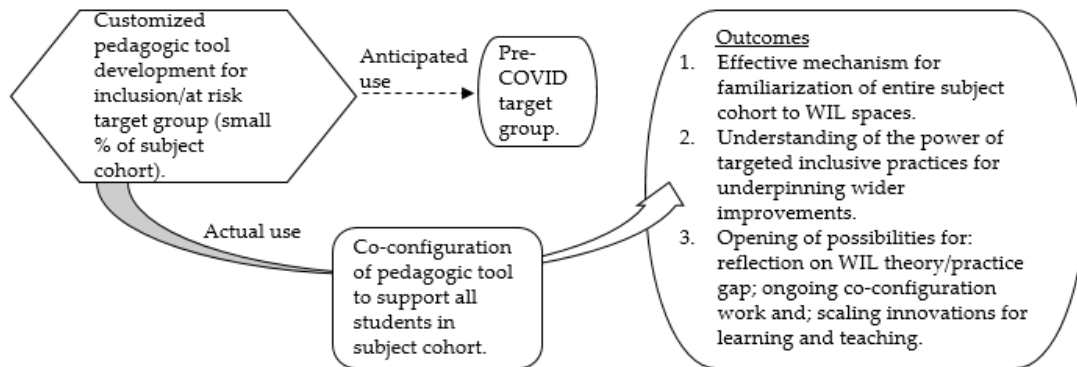 Customized
pedagogic tool
development for
inclusion/at risk
target group (small
% of subject
cohort).
Anticipated
use
Pre-
COVID
target
group.
Actual use
Co-configuration
of pedagogic tool
to support all
students in
subject cohort.
Outcomes
1. Effective mechanism for
familiarization of entire subject
cohort to WIL spaces.
2. Understanding of the power of
targeted inclusive practices for
underpinning wider
improvements.
3. Opening of possibilities for:
reflection on WIL theory/practice
gap; ongoing co-configuration
work and; scaling innovations for
learning and teaching.